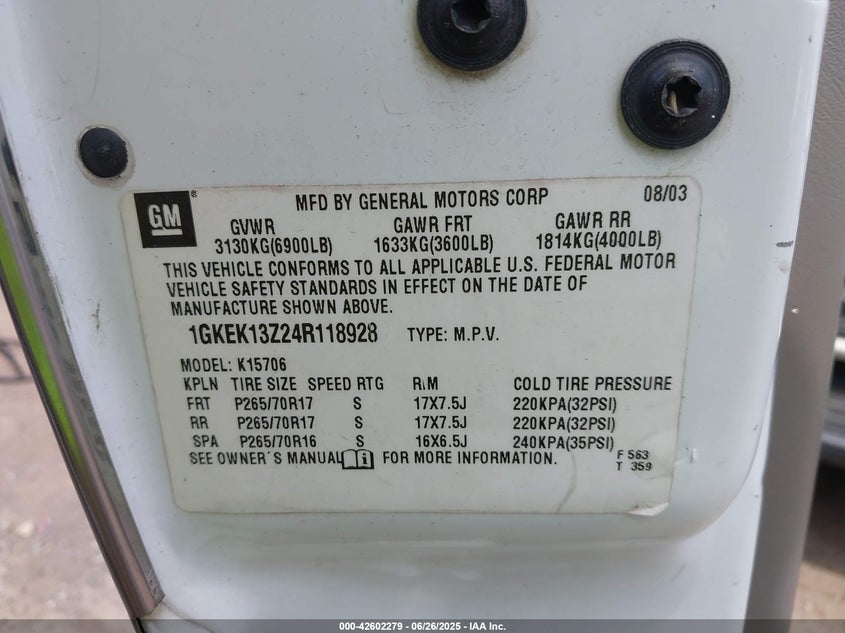 GM
MFD BY GENERAL MOTORS CORP 08/03
GVWR GAWR FRT GAWR RR
3130KG(6900LB) 1633KG(3600LB) 1814KG(4000LB)
THIS VEHICLE CONFORMS TO ALL APPLICABLE U.S. FEDERAL MOTOR
VEHICLE SAFETY STANDARDS IN EFFECT ON THE DATE OF
MANUFACTURE SHOWN ABOVE.
1GKEK13Z24R118928 TYPE: M.P.V.
MODEL: K15706
KPLN TIRE SIZE SPEED RTG RIM COLD TIRE PRESSURE
FRT P265/70R17 S 17X7.5J 220KPA(32PSI)
RR P265/70R17 S 17X7.5J 220KPA(32PSI)
SPA P265/70R16 S 16X6.5J 240KPA(35PSI)
SEE OWNER'S MANUAL i FOR MORE INFORMATION.
F 563
T 359
000-42602279 - 06/26/2025 - IAA Inc.